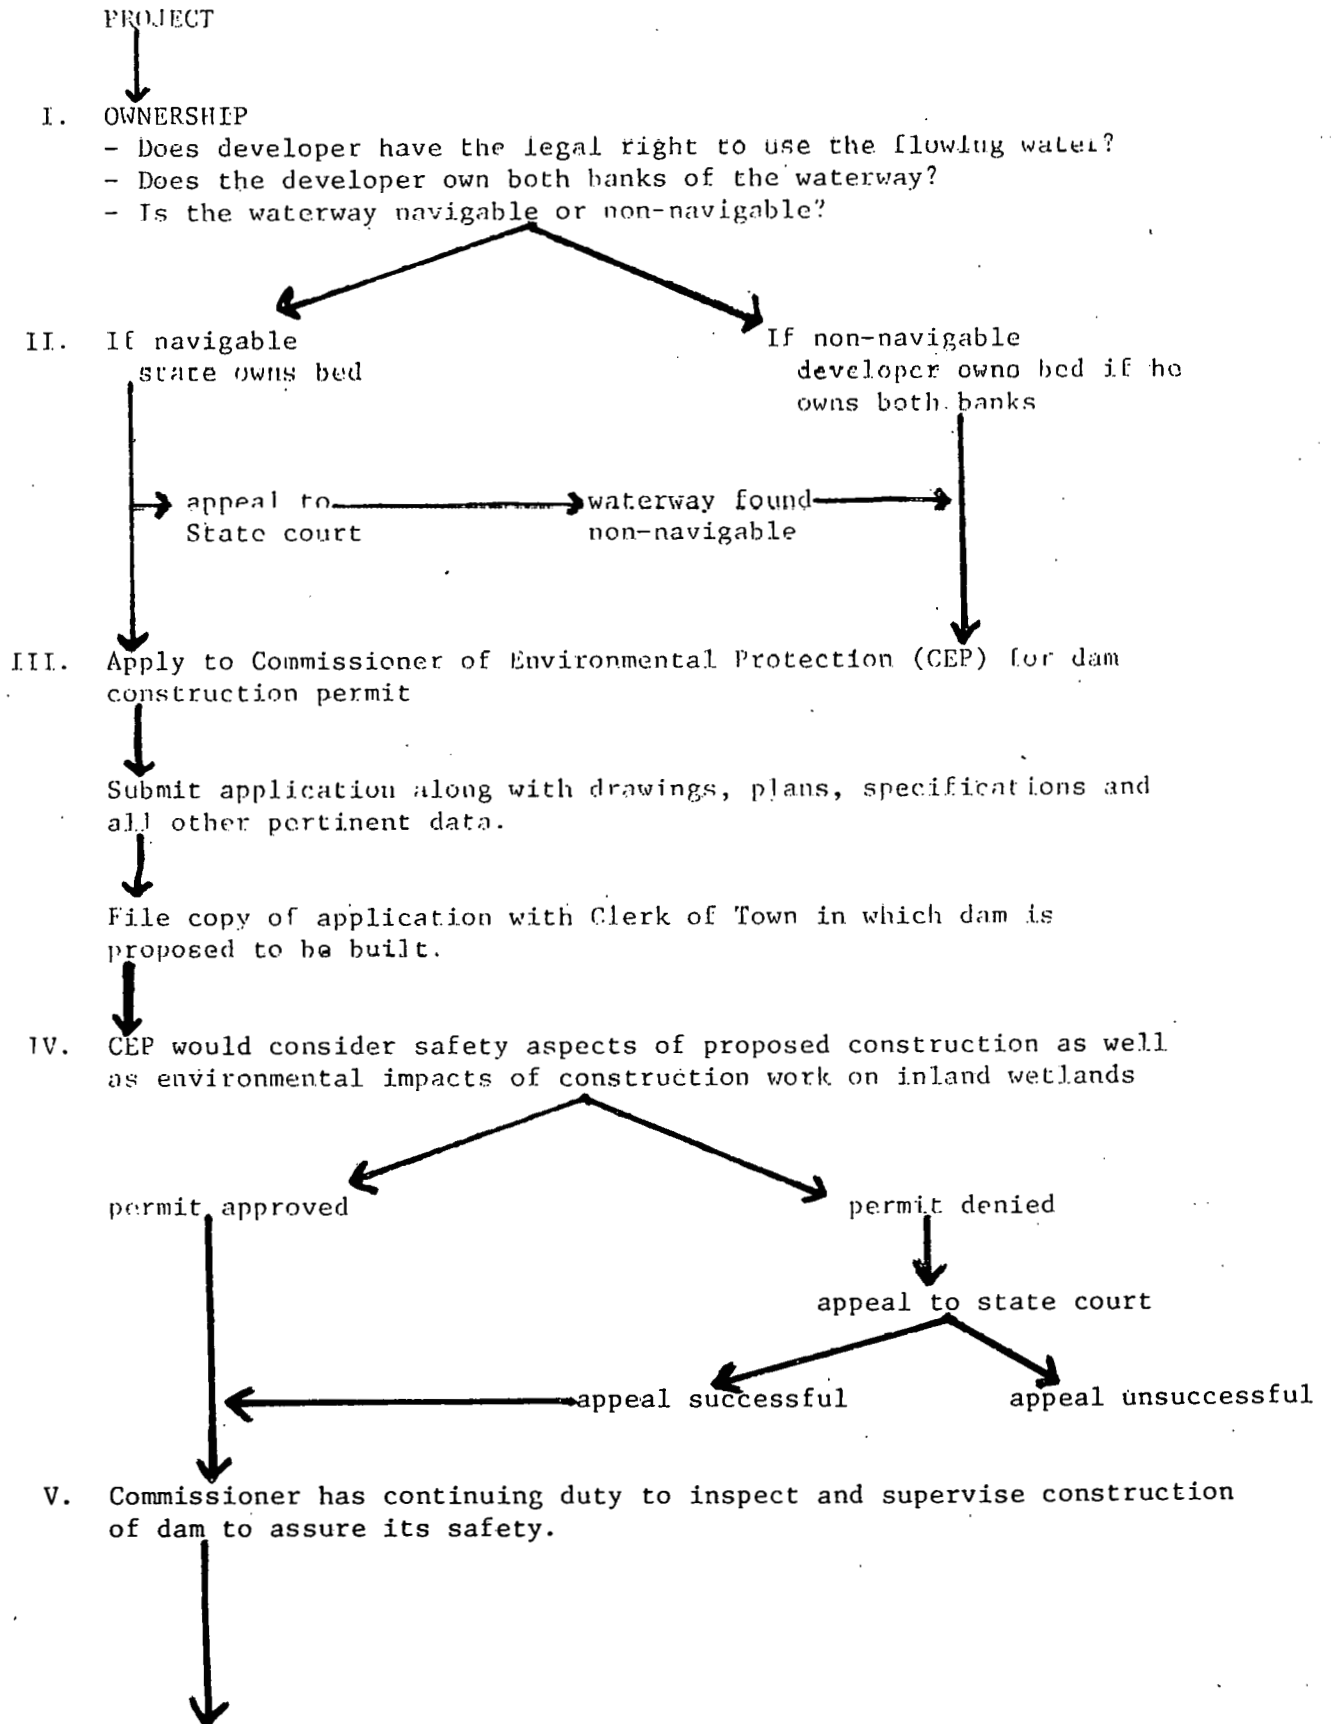 PROJECT
I. OWNERSHIP
- Does developer have the legal right to use the flowing water?
- Does the developer own both banks of the waterway?
- Is the waterway navigable or non-navigable?
II. If navigable
state owns bed
If non-navigable
developer owns bed if he
owns both banks
appeal to
State court
waterway found
non-navigable
III. Apply to Commissioner of Environmental Protection (CEP) for dam
construction permit
Submit application along with drawings, plans, specifications and
all other pertinent data.
File copy of application with Clerk of Town in which dam is
proposed to be built.
IV. CEP would consider safety aspects of proposed construction as well
as environmental impacts of construction work on inland wetlands
permit approved
permit denied
appeal to state court
appeal successful
appeal unsuccessful
V. Commissioner has continuing duty to inspect and supervise construction
of dam to assure its safety.